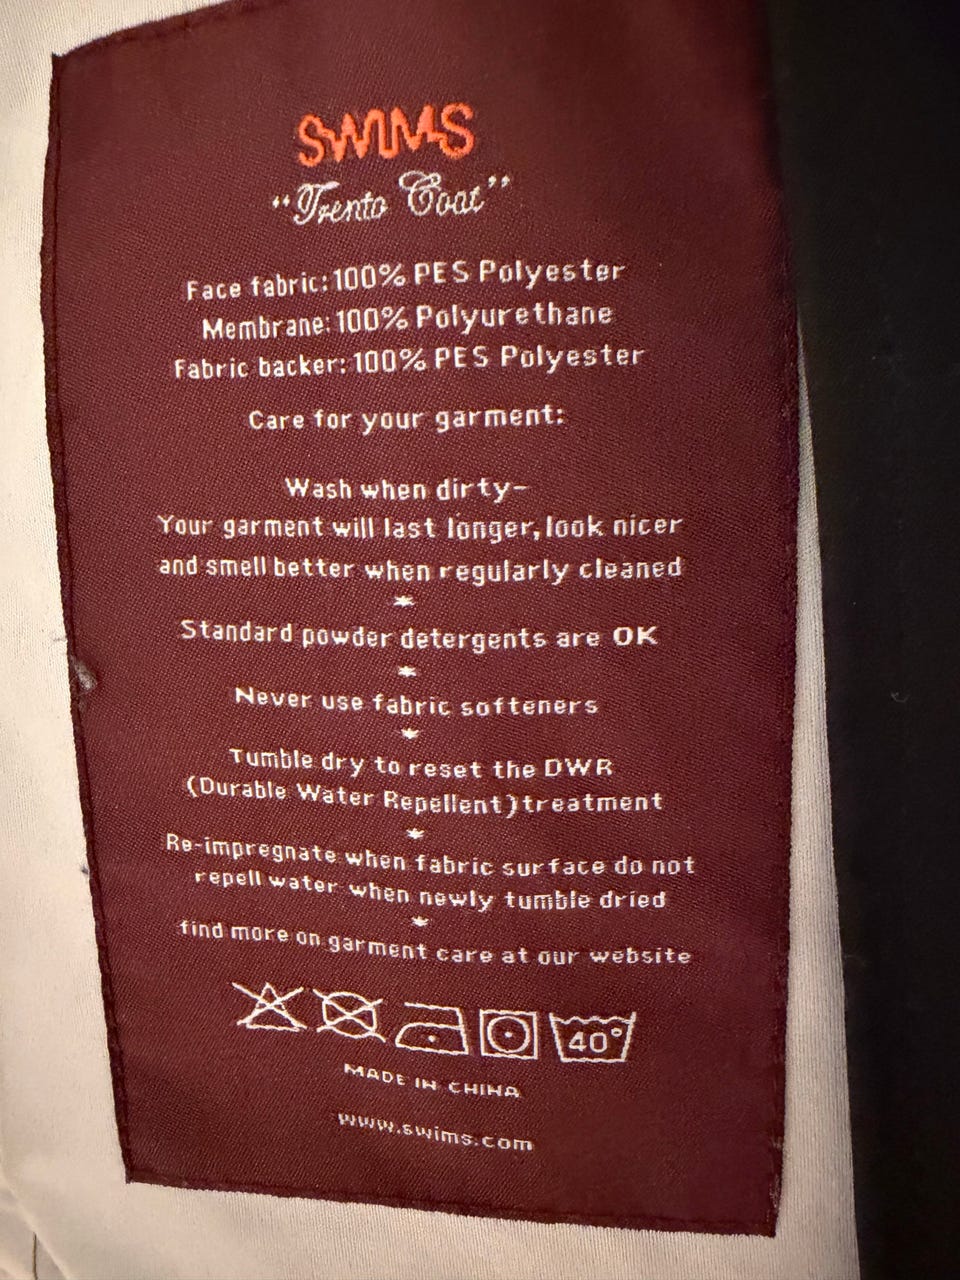 SWIMS
“Trento Coat”
Face fabric: 100% PES Polyester
Membrane: 100% Polyurethane
Fabric backer: 100% PES Polyester
Care for your garment:
Wash when dirty-
Your garment will last longer, look nicer
and smell better when regularly cleaned
*
Standard powder detergents are OK
*
Never use fabric softeners
*
Tumble dry to reset the DWR
(Durable Water Repellent) treatment
*
Re-impregnate when fabric surface do not
repell water when newly tumble dried
*
find more on garment care at our website
40°
MADE IN CHINA
www.swims.com